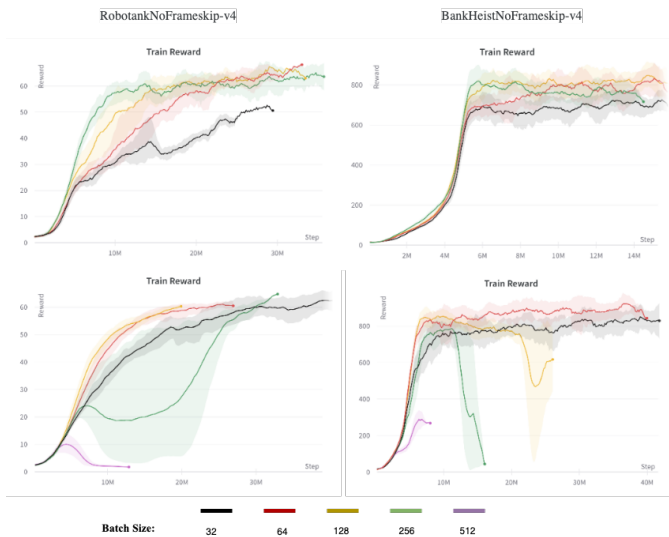 RobotankNoFrameskip-v4
BankHeistNoFrameskip-v4
Train Reward
Reward
60
50
40
30
20
10
0
10M
20M
30M
Step
Train Reward
Reward
800
600
400
200
0
2M
4M
6M
8M
10M
12M
14M
Step
Train Reward
Reward
60
50
40
30
20
10
0
10M
20M
30M
Step
Train Reward
Reward
800
600
400
200
0
10M
20M
30M
40M
Step
Batch Size:
32
64
128
256
512